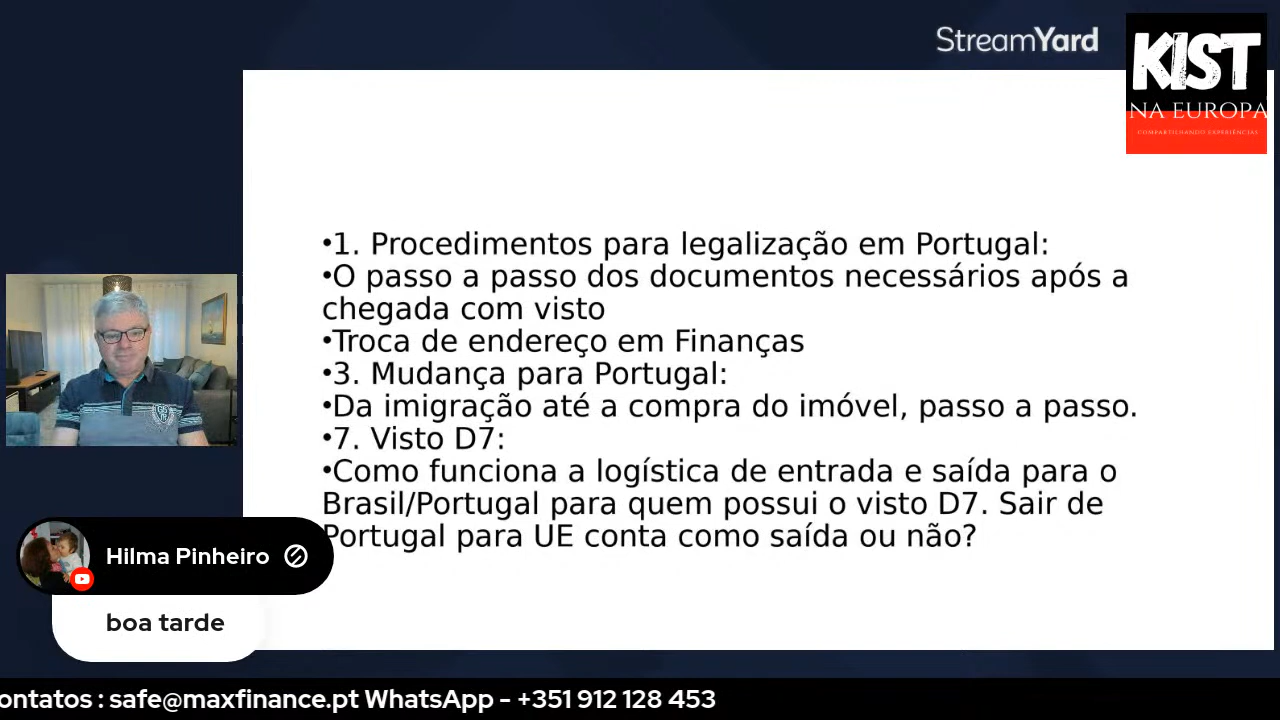 StreamYard
KIST
NA EUROPA
COMPARTILHANDO EXPERIÊNCIAS
•1. Procedimentos para legalização em Portugal:
•O passo a passo dos documentos necessários após a
chegada com visto
•Troca de endereço em Finanças
•3. Mudança para Portugal:
•Da imigração até a compra do imóvel, passo a passo.
•7. Visto D7:
•Como funciona a logística de entrada e saída para o
Brasil/Portugal para quem possui o visto D7. Sair de
Portugal para UE conta como saída ou não?
Hilma Pinheiro
boa tarde
ontatos : safe@maxfinance.pt WhatsApp - +351 912 128 453